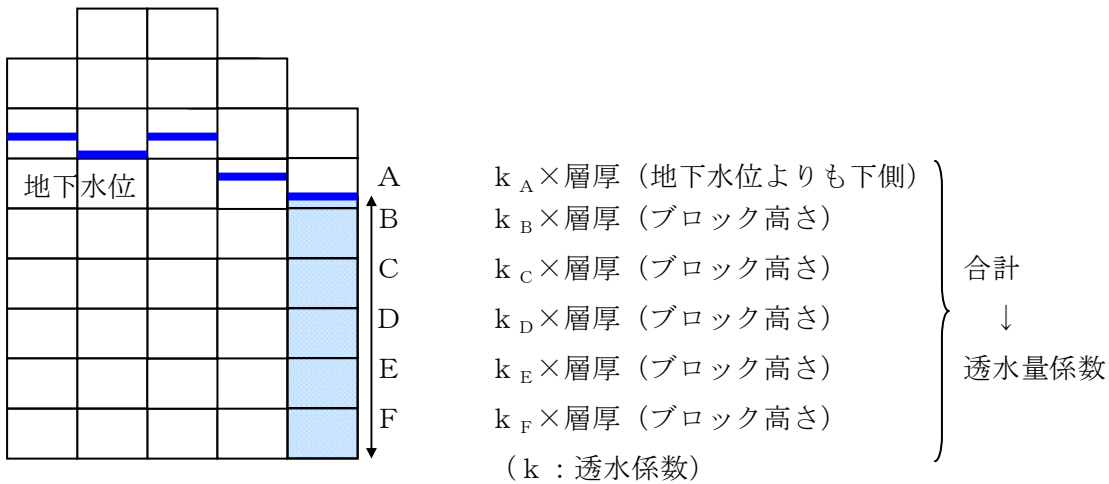 地下水位
A k A×層厚（地下水位よりも下側）
B k B×層厚（ブロック高さ）
C k C×層厚（ブロック高さ）
D k D×層厚（ブロック高さ）
E k E×層厚（ブロック高さ）
F k F×層厚（ブロック高さ）
（k：透水係数）
合計
↓
透水量係数